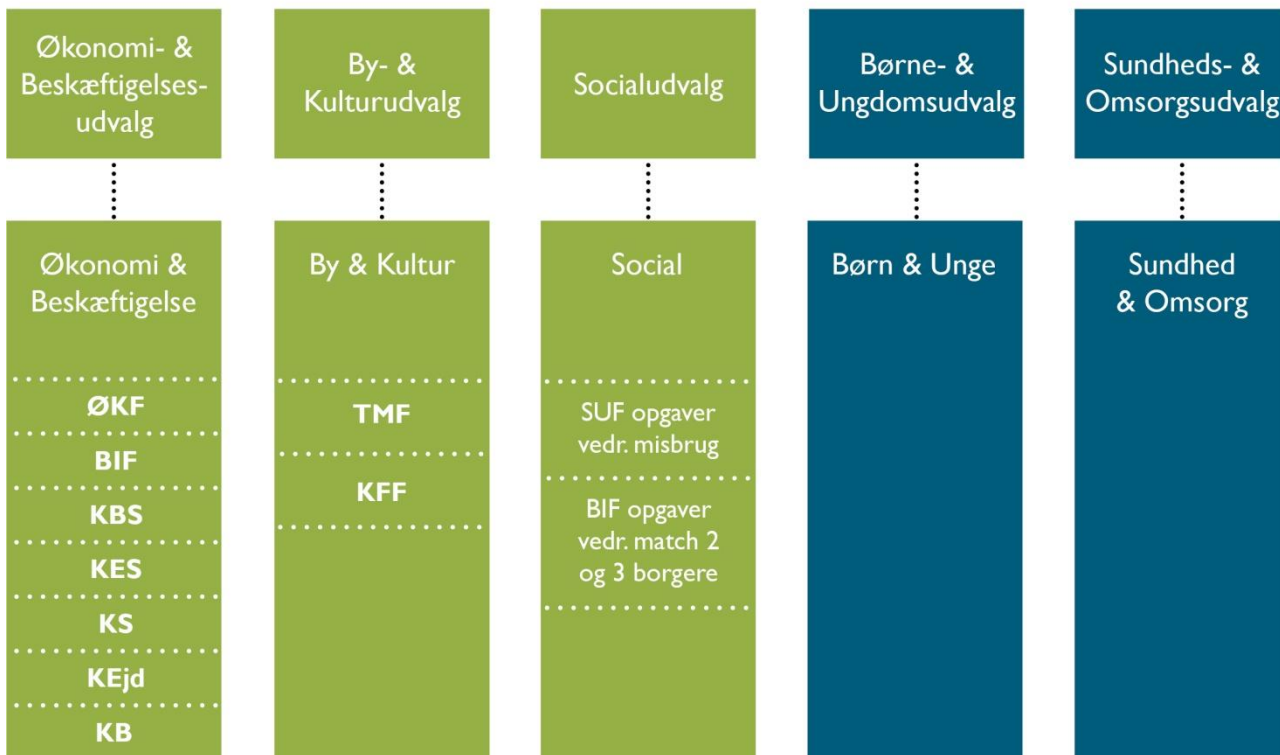 Økonomi- &
Beskæftigelses-
udvalg
By- &
Kulturudvalg
Socialudvalg
Børne- &
Ungdomsudvalg
Sundheds- &
Omsorgsudvalg
Økonomi &
Beskæftigelse
ØKF
BIF
KBS
KES
KS
KEjd
KB
By & Kultur
TMF
KFF
Social
SUF opgaver
vedr. misbrug
BIF opgaver
vedr. match 2
og 3 borgere
Børn & Unge
Sundhed
& Omsorg